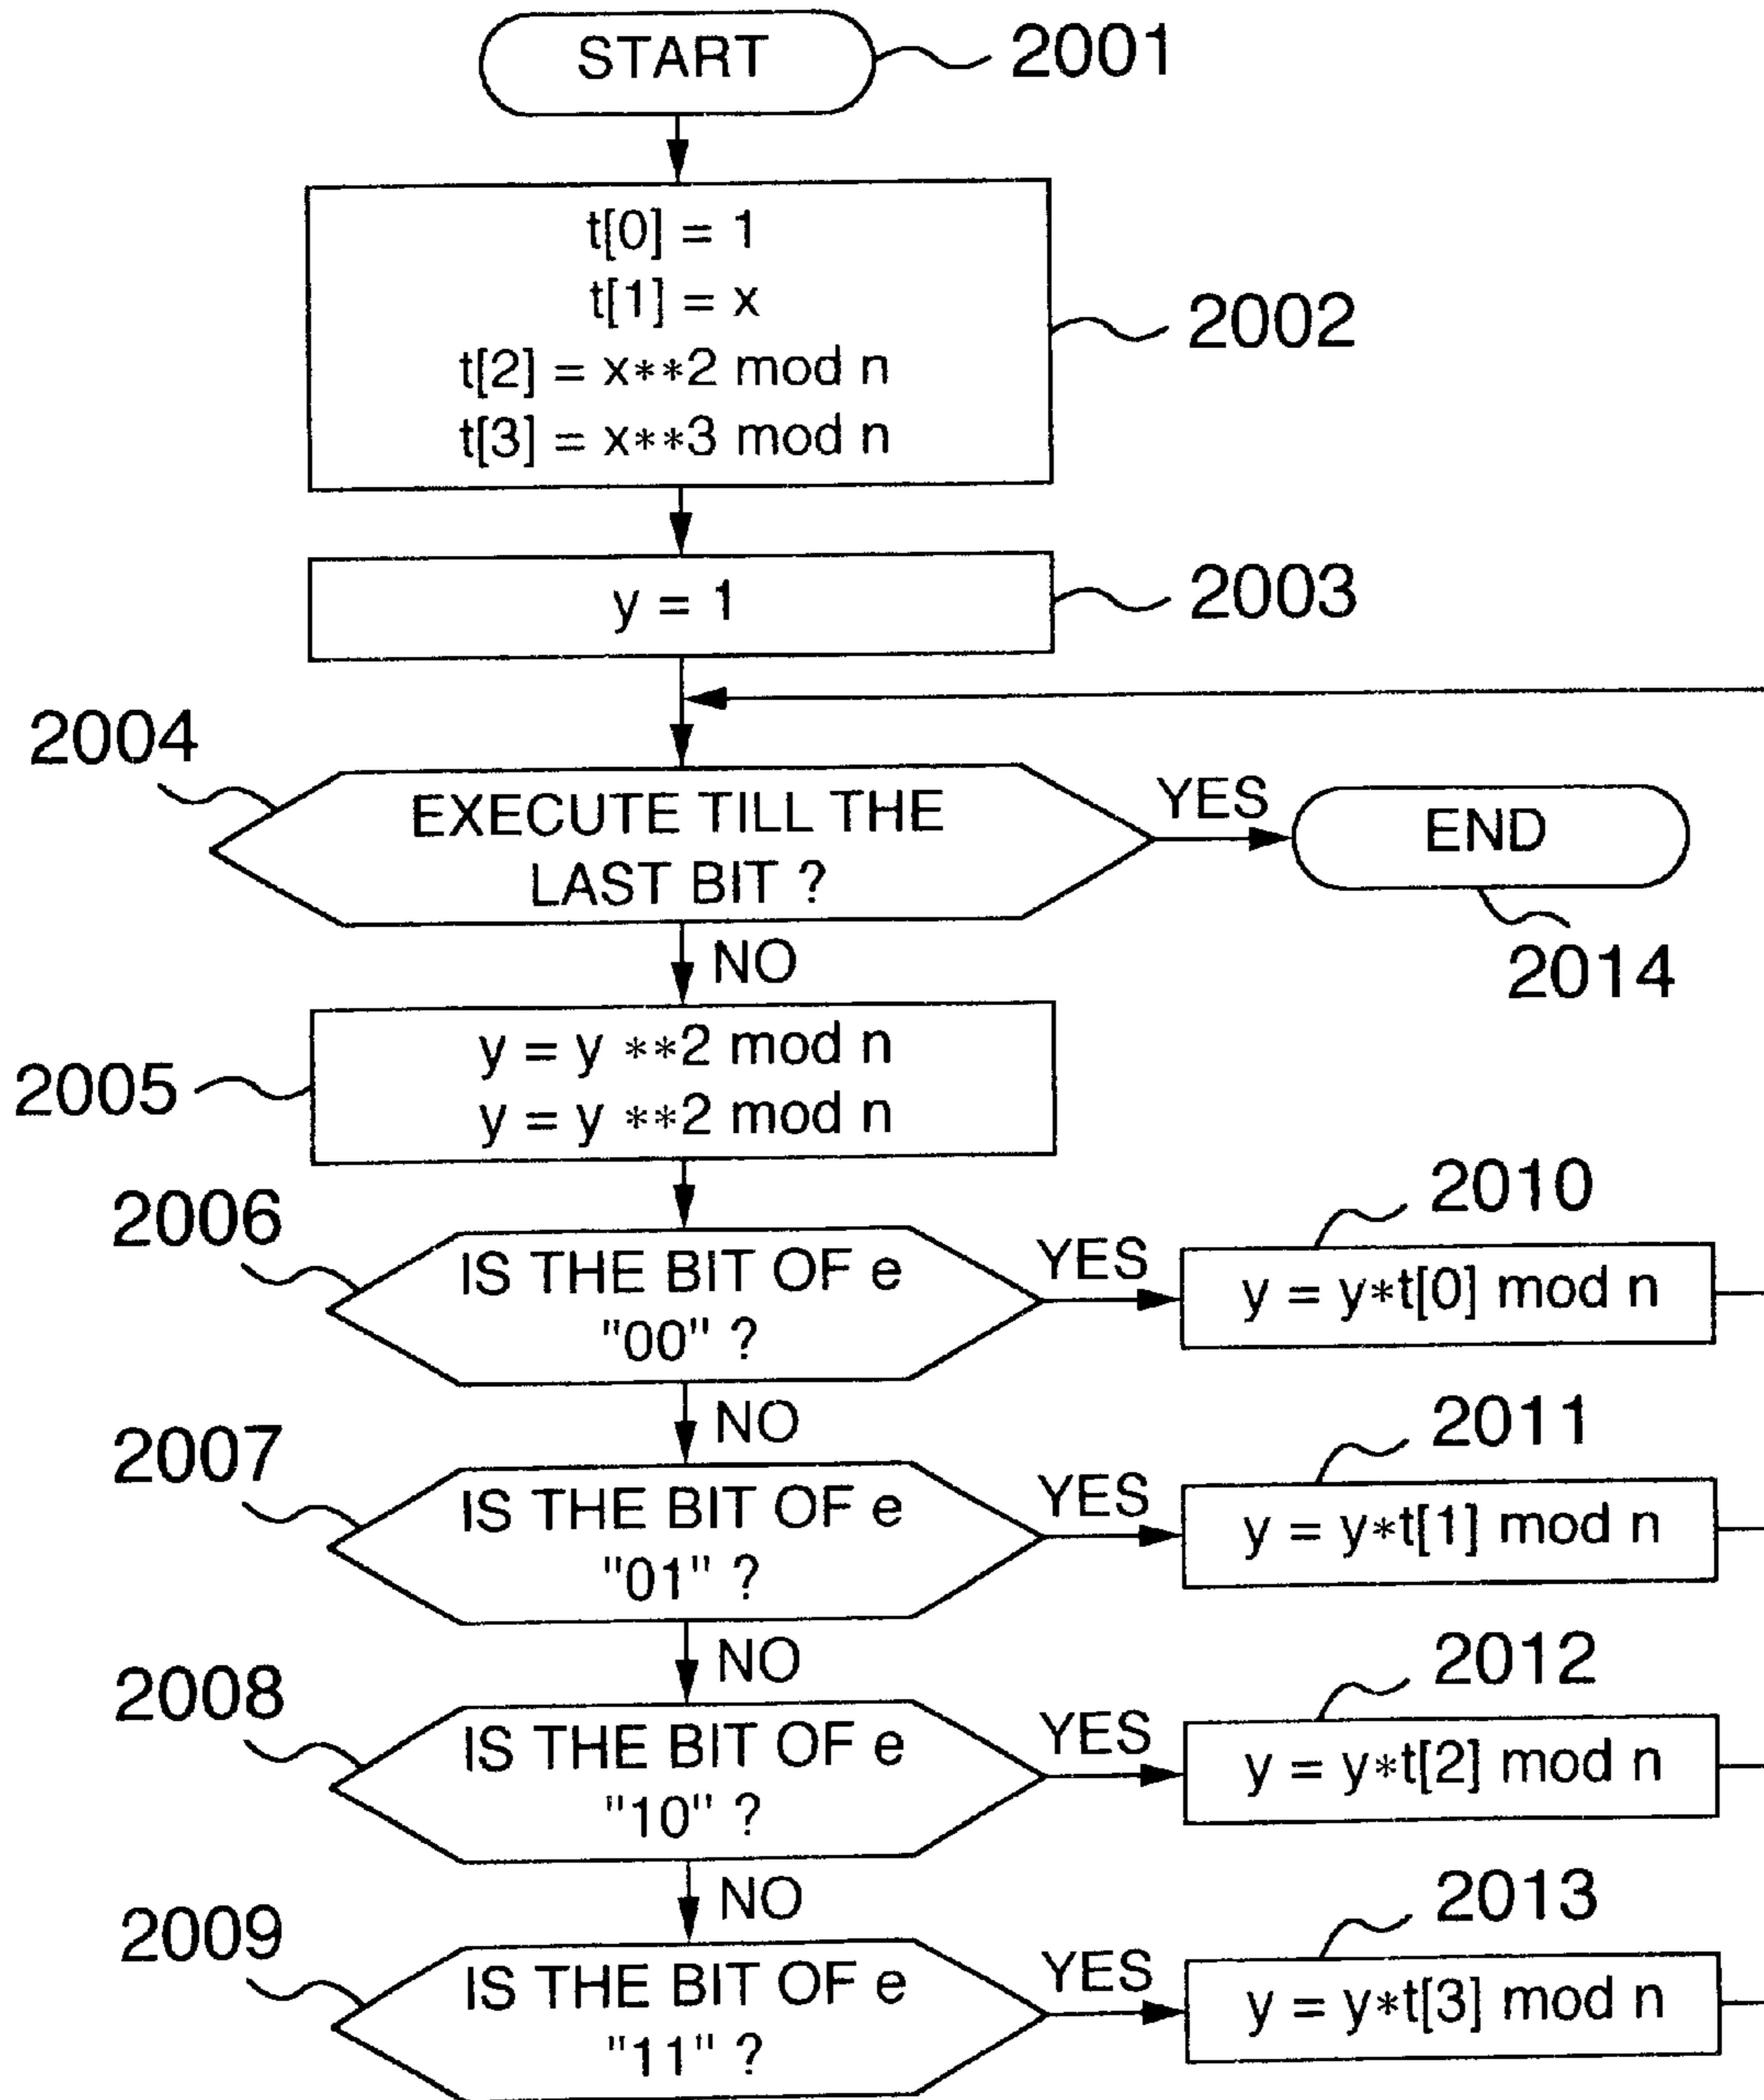 START
2001
t[0] = 1
t[1] = x
t[2] = x**2 mod n
t[3] = x**3 mod n
2002
y = 1
2003
2004
EXECUTE TILL THE
LAST BIT ?
YES
END
2014
NO
2005
y = y **2 mod n
y = y **2 mod n
2006
IS THE BIT OF e
"00" ?
YES
2010
y = y*t[0] mod n
NO
2007
IS THE BIT OF e
"01" ?
YES
2011
y = y*t[1] mod n
NO
2008
IS THE BIT OF e
"10" ?
YES
2012
y = y*t[2] mod n
NO
2009
IS THE BIT OF e
"11" ?
YES
2013
y = y*t[3] mod n